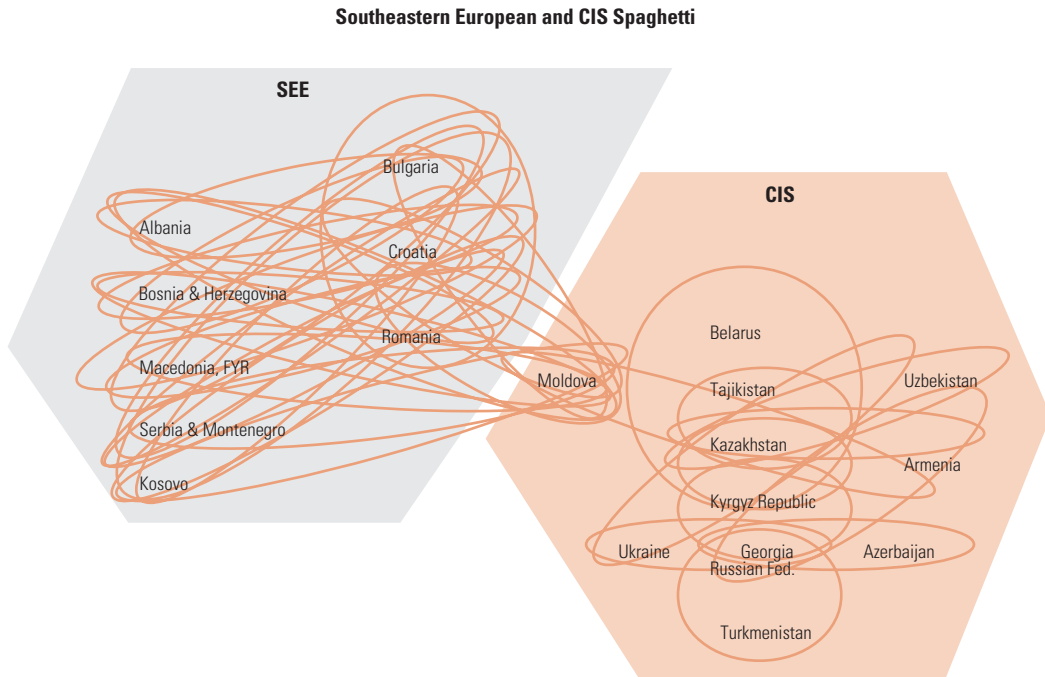 Southeastern European and CIS Spaghetti
SEE
Bulgaria
Albania
Croatia
Bosnia & Herzegovina
Romania
Macedonia, FYR
Serbia & Montenegro
Kosovo
Moldova
CIS
Belarus
Tajikistan
Uzbekistan
Kazakhstan
Armenia
Kyrgyz Republic
Ukraine
Georgia
Azerbaijan
Russian Fed.
Turkmenistan